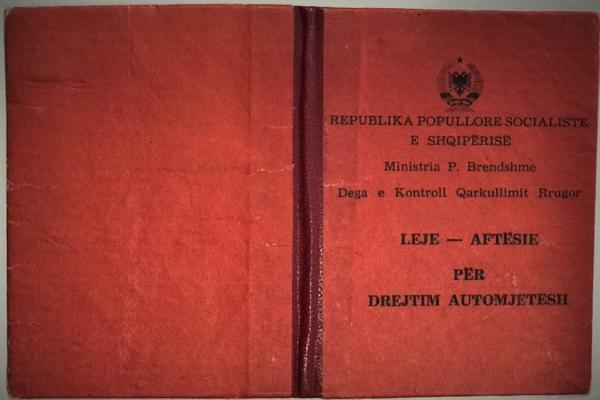 REPUBLIKA POPULLORE SOCIALISTE
E SHQIPËRISË
Ministria P. Brendshme
Dega e Kontroll Qarkullimit Rrugor
LEJE — AFTËSIE
PËR
DREJTIM AUTOMJETESH